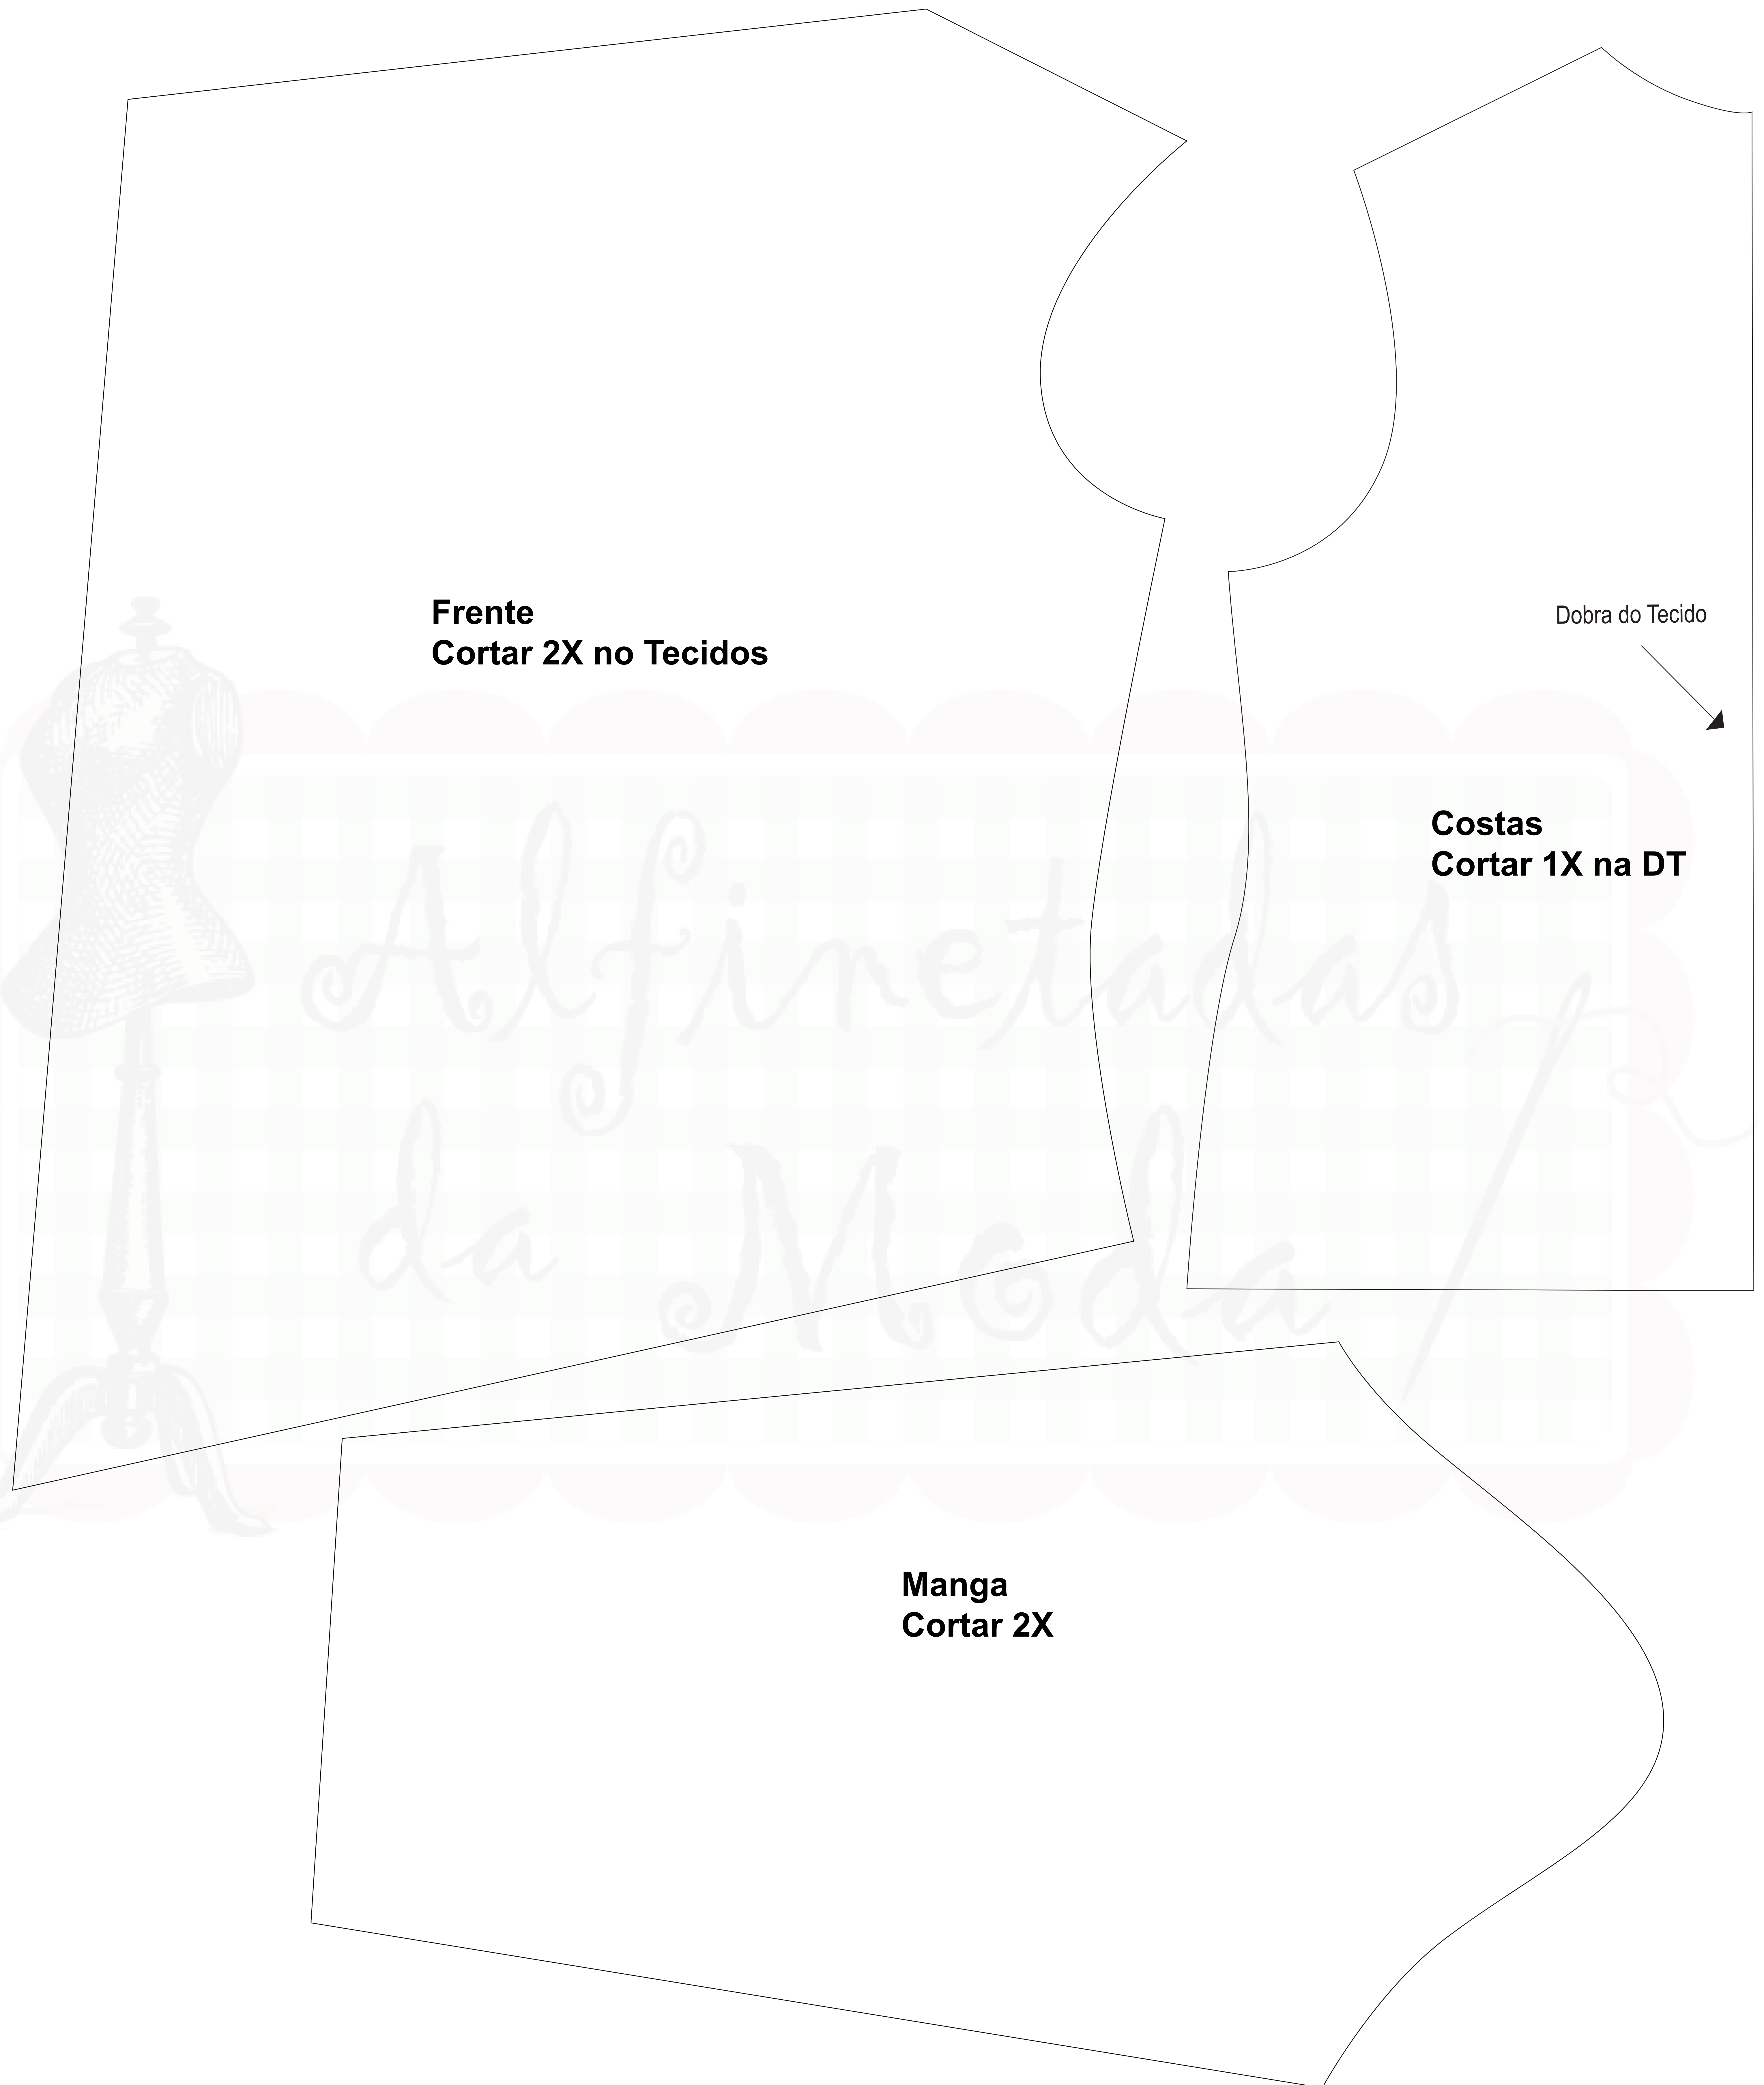 Frente
Cortar 2X no Tecidos
Dobra do Tecido
Costas
Cortar 1X na DT
Alfinetadas
da Moda
Manga
Cortar 2X